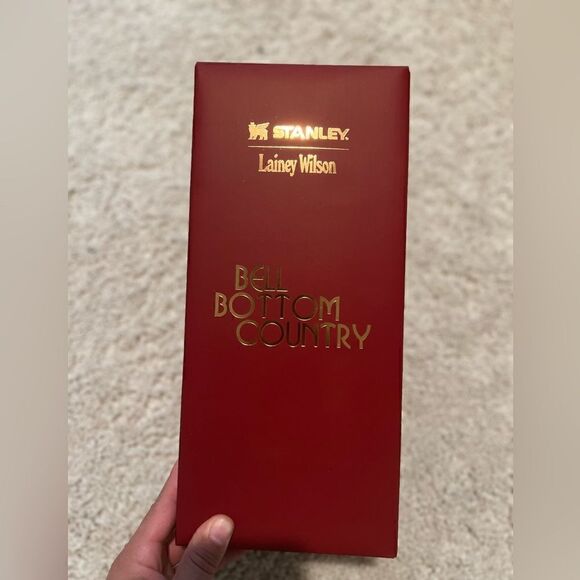 STANLEY.
Lainey Wilson
BELL
BOTTOM
COUNTRY